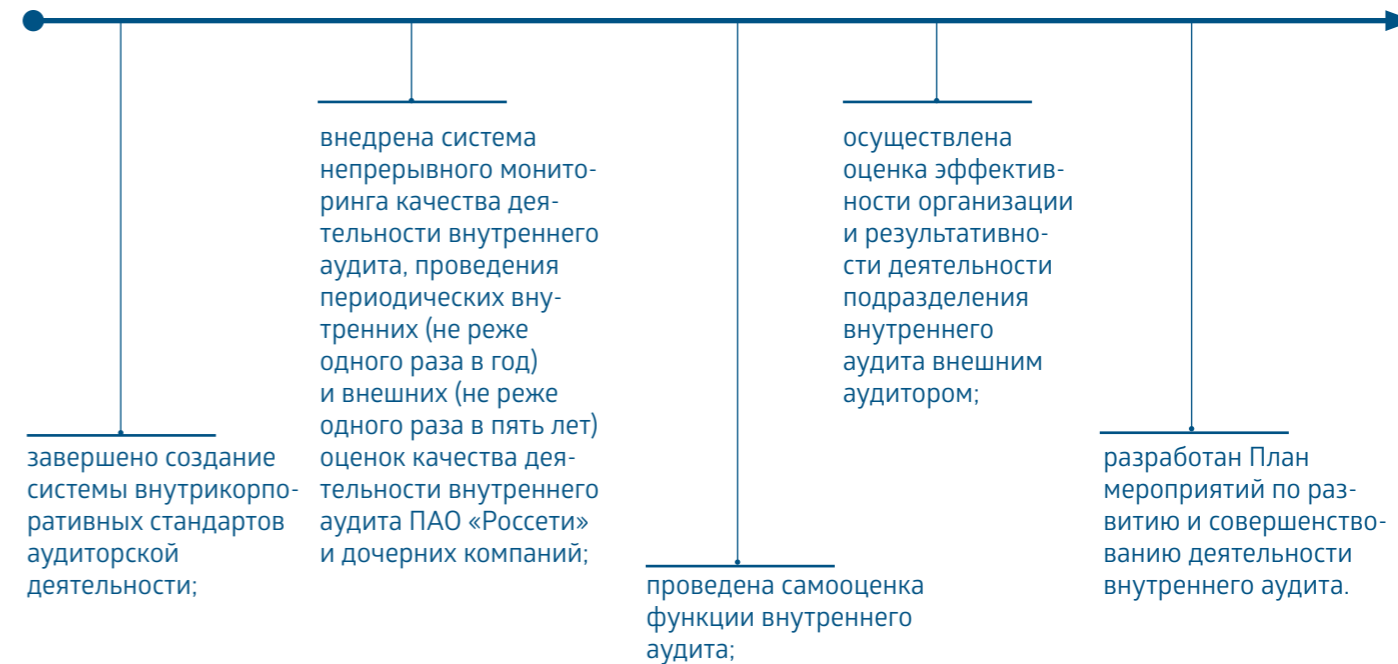 завершено создание
системы внутрикорпо-
ративных стандартов
аудиторской
деятельности;
внедрена система
непрерывного монито-
ринга качества дея-
тельности внутреннего
аудита, проведения
периодических вну-
тренних (не реже
одного раза в год)
и внешних (не реже
одного раза в пять лет)
оценок качества дея-
тельности внутреннего
аудита ПАО «Россети»
и дочерних компаний;
проведена самооценка
функции внутреннего
аудита;
осуществлена
оценка эффектив-
ности организации
и результативно-
сти деятельности
подразделения
внутреннего
аудита внешним
аудитором;
разработан План
мероприятий по раз-
витию и совершенство-
ванию деятельности
внутреннего аудита.